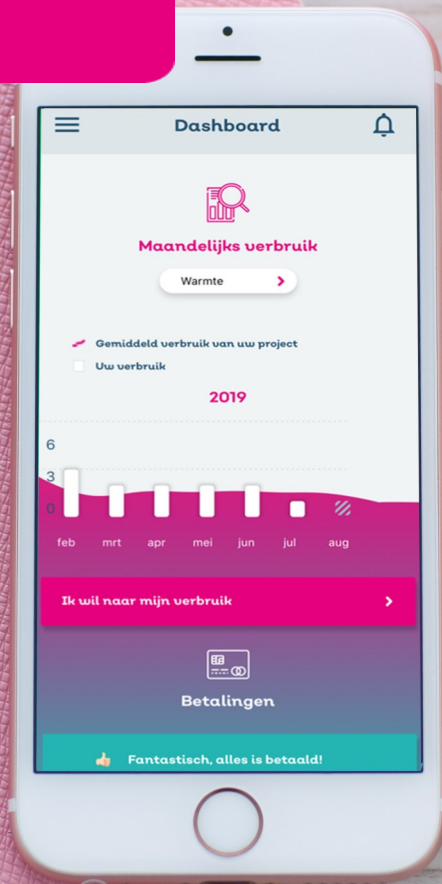 Dashboard
Maandelijks verbruik
Warmte
Gemiddeld verbruik van uw project
Uw verbruik
2019
6
3
0
feb mrt apr mei jun jul aug
Ik wil naar mijn verbruik
Betalingen
Fantastisch, alles is betaald!